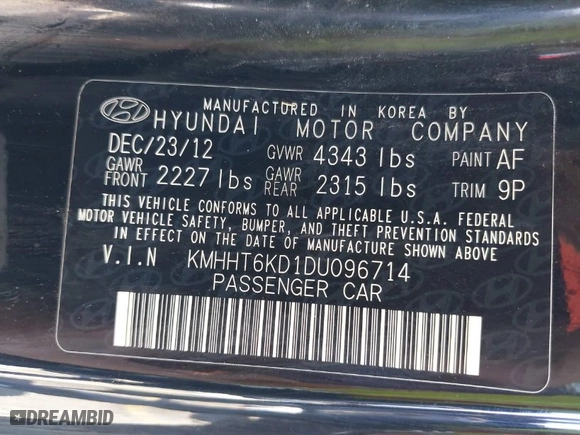 MANUFACTURED IN KOREA BY
HYUNDAI MOTOR COMPANY
DEC/23/12 GVWR 4343 lbs PAINT AF
GAWR FRONT 2227 lbs GAWR REAR 2315 lbs TRIM 9P
THIS VEHICLE CONFORMS TO ALL APPLICABLE U.S.A. FEDERAL
MOTOR VEHICLE SAFETY, BUMPER, AND THEFT PREVENTION STANDARDS
IN EFFECT ON THE DATE OF MANUFACTURE SHOWN ABOVE
V.I.N KMHHT6KD1DU096714
PASSENGER CAR
DREAMBID